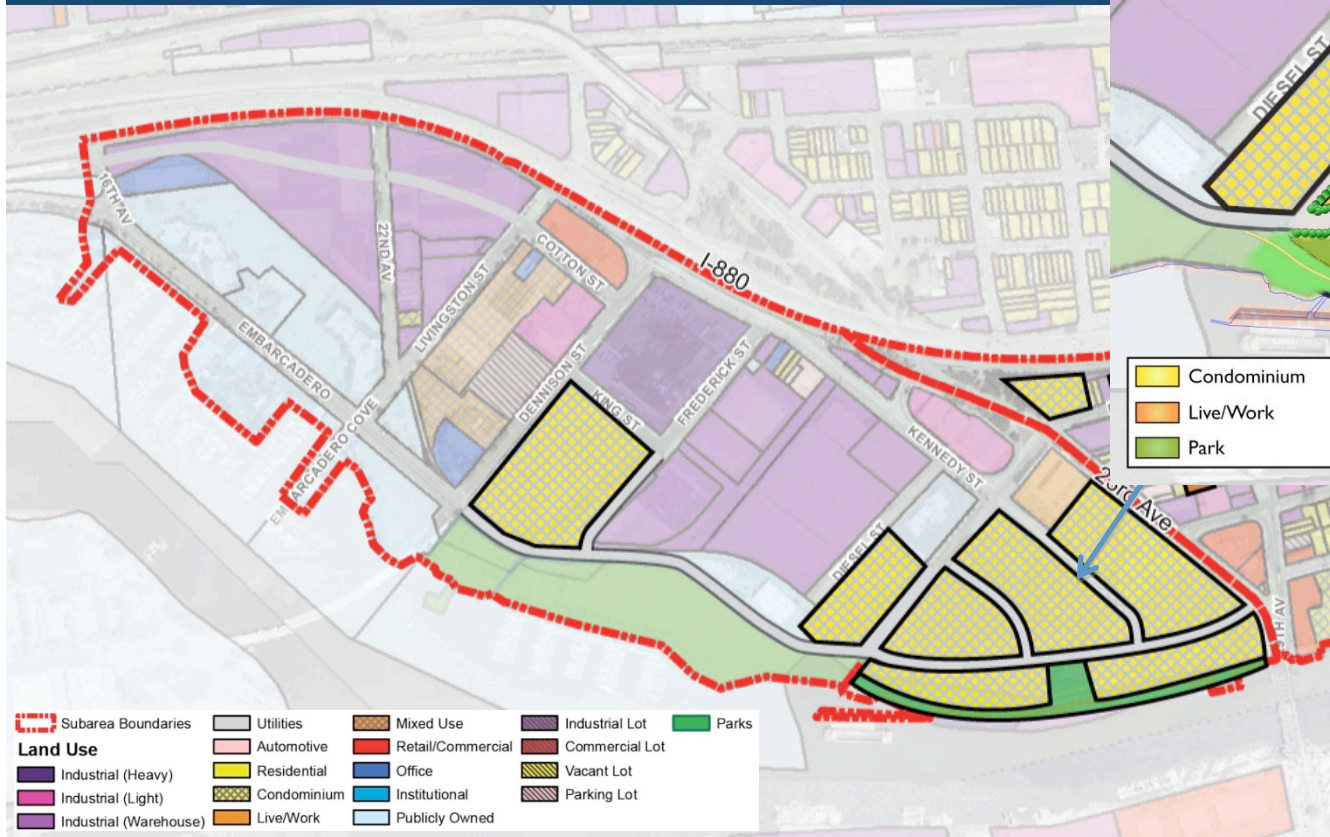 16TH AV
22ND AV
LIVINGSTON ST
COTTON ST
I-880
EMBARCADERO
EMBARCADERO COVE
DENNISON ST
KING ST
FREDERICK ST
KENNEDY ST
23rd Ave
DIESEL ST
DIESEL ST
Condominium
Live/Work
Park
Subarea Boundaries
Land Use
Industrial (Heavy)
Industrial (Light)
Industrial (Warehouse)
Utilities
Automotive
Residential
Condominium
Live/Work
Mixed Use
Retail/Commercial
Office
Institutional
Publicly Owned
Industrial Lot
Commercial Lot
Vacant Lot
Parking Lot
Parks